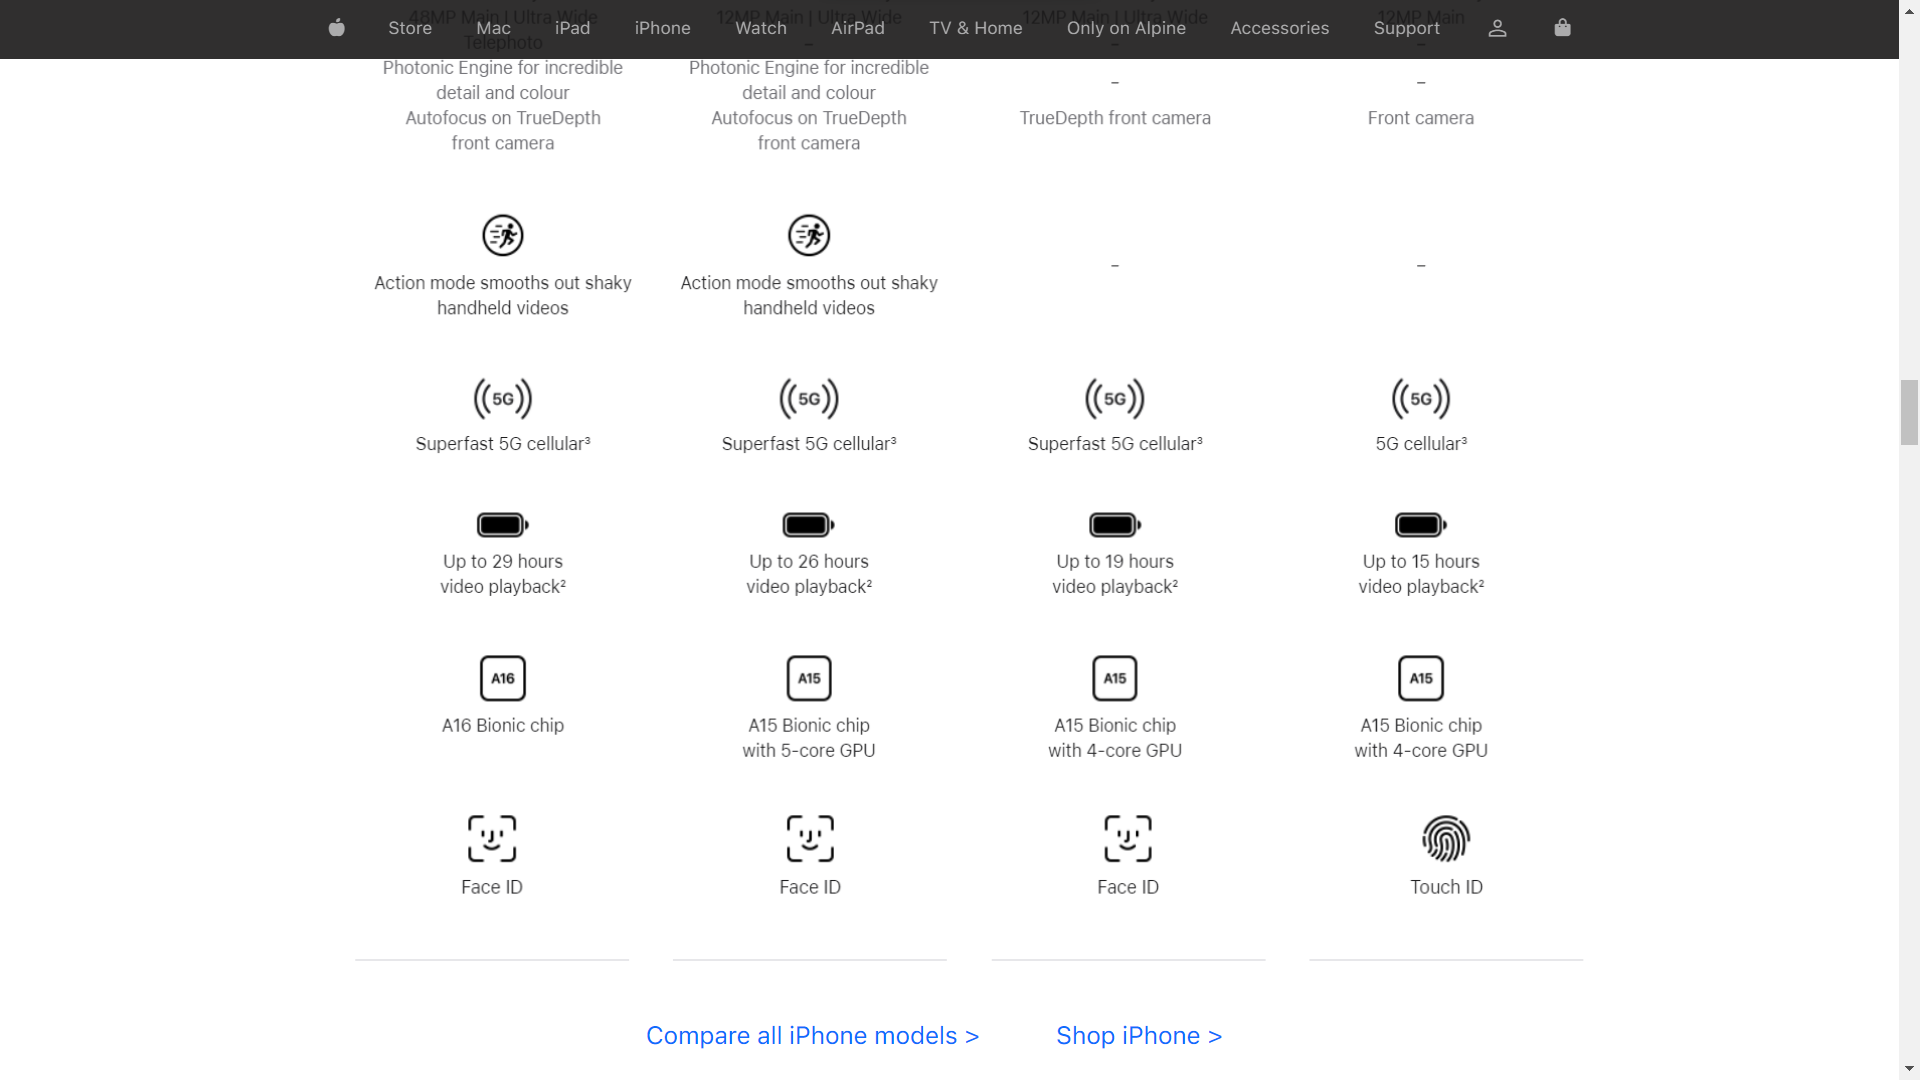 Store Mac iPad iPhone Watch AirPad TV & Home Only on Alpine Accessories Support
48MP Main | Ultra Wide
Telephoto
Photonic Engine for incredible
detail and colour
Autofocus on TrueDepth
front camera
12MP Main | Ultra Wide
–
Photonic Engine for incredible
detail and colour
Autofocus on TrueDepth
front camera
12MP Main | Ultra Wide
–
–
TrueDepth front camera
12MP Main
–
–
Front camera
Action mode smooths out shaky
handheld videos
Action mode smooths out shaky
handheld videos
–
–
5G
Superfast 5G cellular³
5G
Superfast 5G cellular³
5G
Superfast 5G cellular³
5G
5G cellular³
Up to 29 hours
video playback²
Up to 26 hours
video playback²
Up to 19 hours
video playback²
Up to 15 hours
video playback²
A16
A16 Bionic chip
A15
A15 Bionic chip
with 5-core GPU
A15
A15 Bionic chip
with 4-core GPU
A15
A15 Bionic chip
with 4-core GPU
Face ID
Face ID
Face ID
Touch ID
Compare all iPhone models >
Shop iPhone >